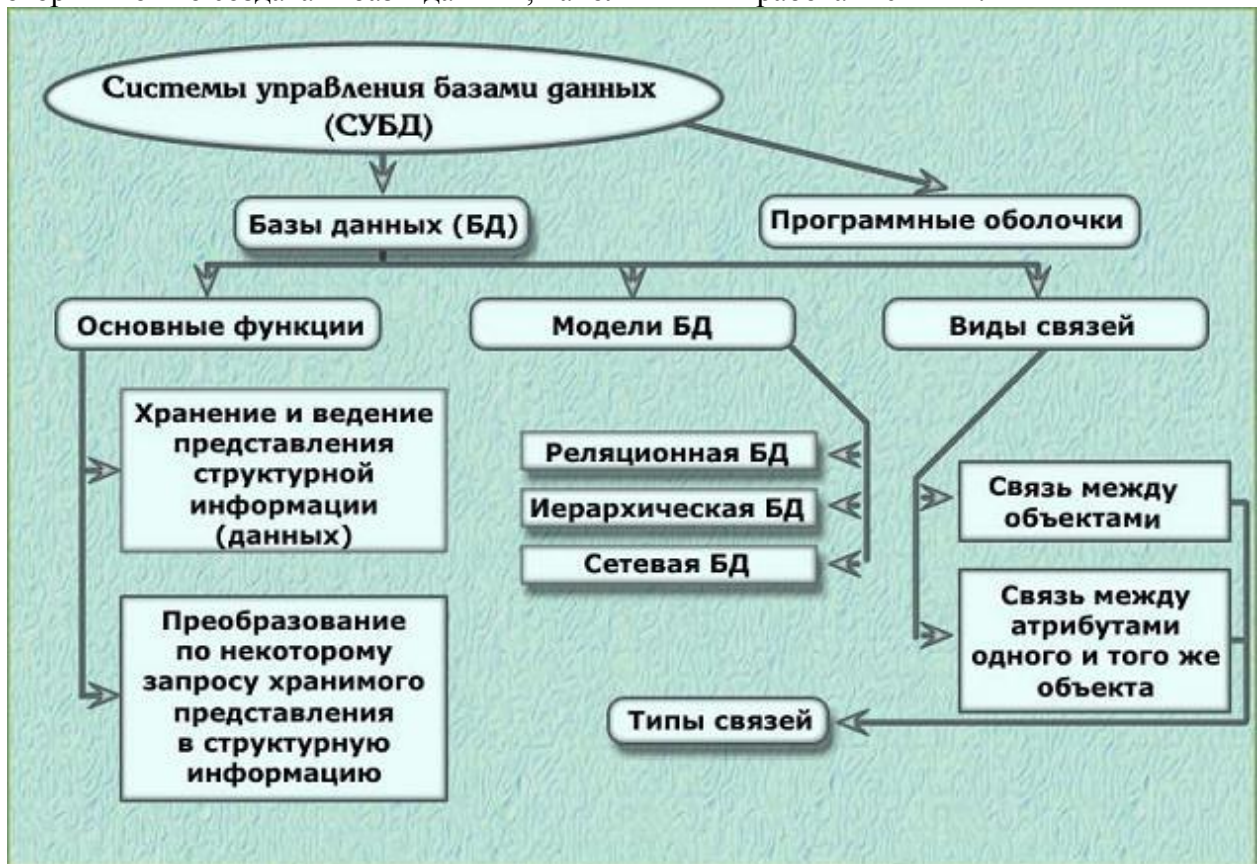 Системы управления базами данных
(СУБД)
Базы данных (БД)
Программные оболочки
Основные функции
Модели БД
Виды связей
Хранение и ведение
представления
структурной
информации
(данных)
Преобразование
по некоторому
запросу хранимого
представления
в структурную
информацию
Реляционная БД
Иерархическая БД
Сетевая БД
Связь между
объектами
Связь между
атрибутами
одного и того же
объекта
Типы связей